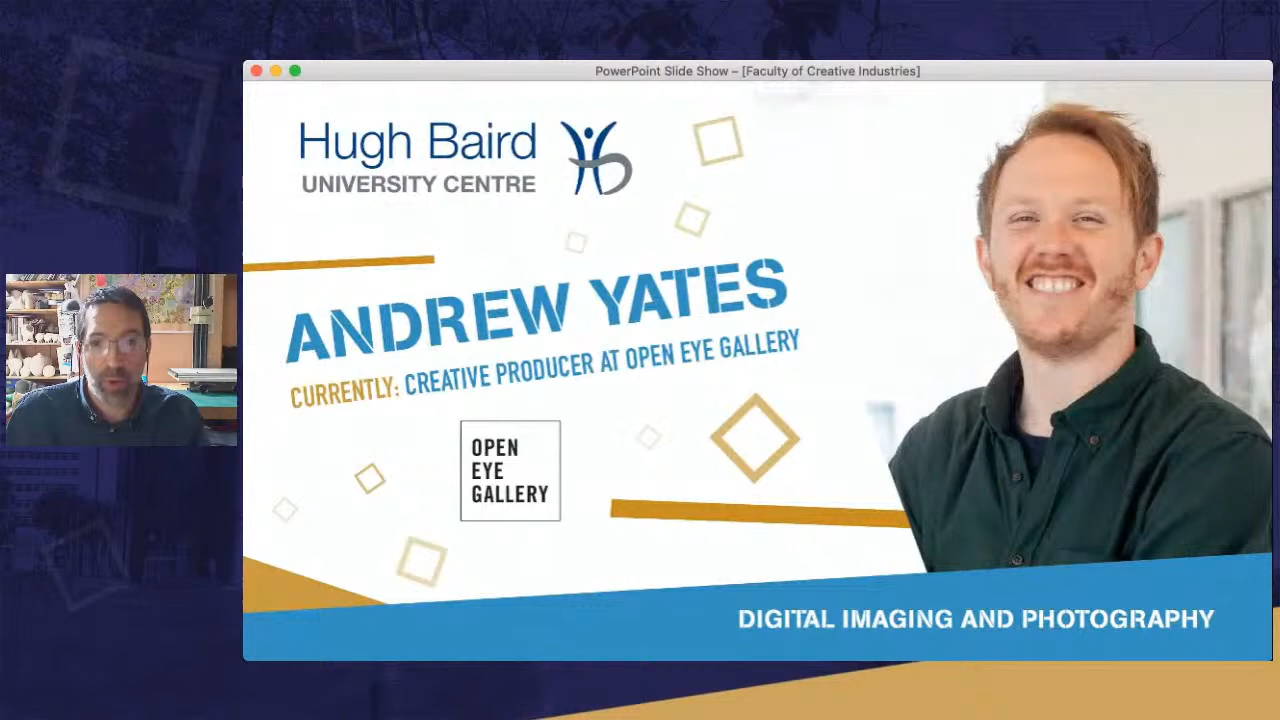 PowerPoint Slide Show – [Faculty of Creative Industries]
Hugh Baird
UNIVERSITY CENTRE
ANDREW YATES
CURRENTLY: CREATIVE PRODUCER AT OPEN EYE GALLERY
OPEN
EYE
GALLERY
DIGITAL IMAGING AND PHOTOGRAPHY